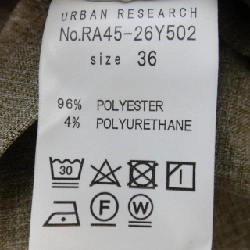 URBAN RESEARCH
No.RA45-26Y502
size 36
96% POLYESTER
4% POLYURETHANE
30
F W